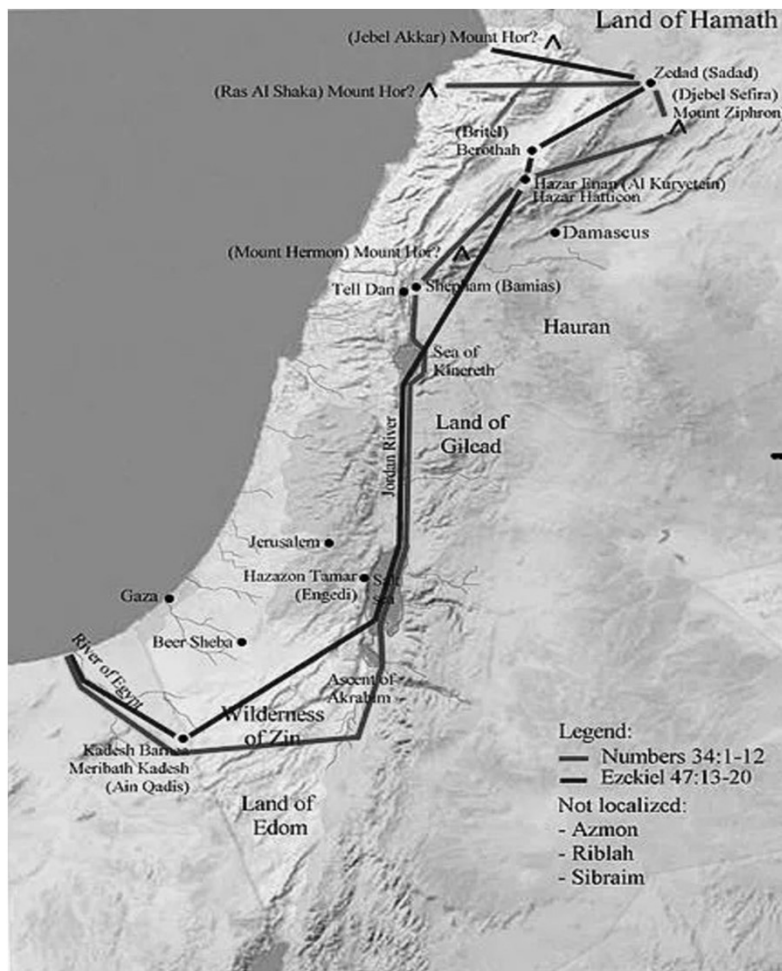 Land of Hamath
(Jebel Akkar) Mount Hor?
Zedad (Sadad)
(Ras Al Shaka) Mount Hor?
(Djebel Sefira)
Mount Ziphron
(Britel)
Berothah
Hazar Enan (Al Kuryetein)
Hazar Hatticon
Damascus
(Mount Hermon) Mount Hor?
Tell Dan
Shepham (Bamias)
Hauran
Sea of
Kinereth
Land of
Gilead
Jordan River
Jerusalem
Hazazon Tamar
(Engedi)
Salt
Sea
Gaza
Beer Sheba
River of Egypt
Ascent of
Akrabim
Wilderness
of Zin
Kadesh Barnea
Meribath Kadesh
(Ain Qadis)
Land of
Edom
Legend:
Numbers 34:1-12
Ezekiel 47:13-20
Not localized:
- Azmon
- Riblah
- Sibraim